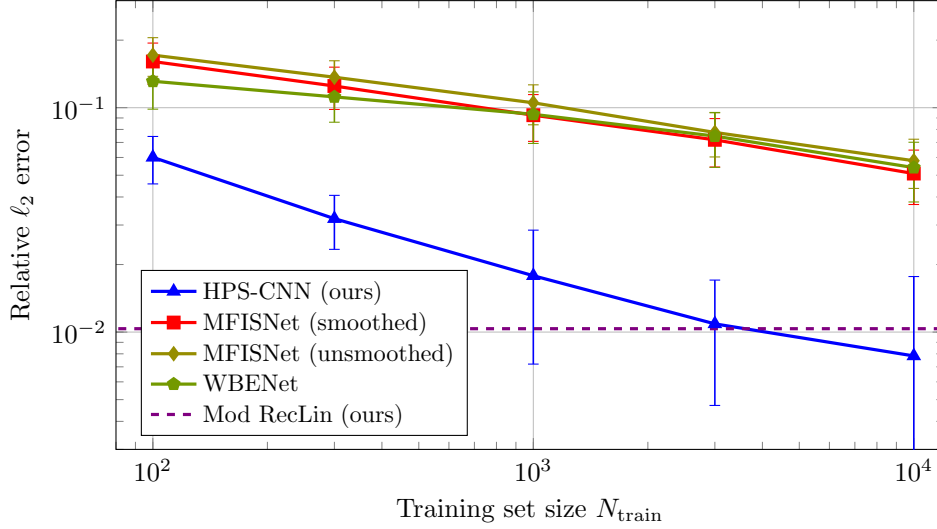 Relative ℓ₂ error
10⁻¹
10⁻²
HPS-CNN (ours)
MFISNet (smoothed)
MFISNet (unsmoothed)
WBENet
Mod RecLin (ours)
10² 10³ 10⁴
Training set size N_train